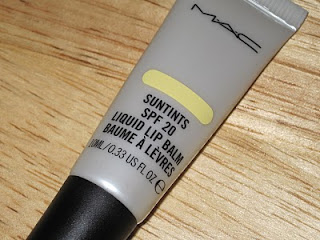 MAC
SUNTINTS
SPF 20
LIQUID LIP BALM
BAUME À LÈVRES
10ML/0.33 US FL OZ e